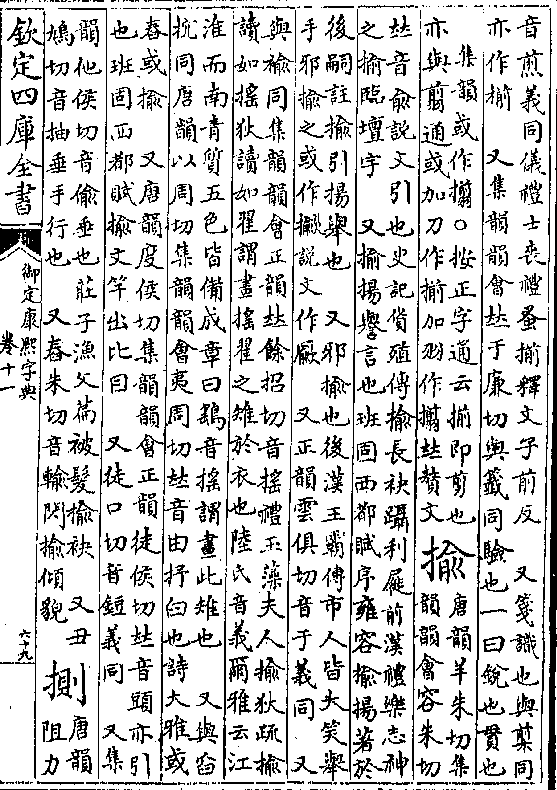 音煎義同儀禮士喪禮蚤揃釋文子前反　又箋識也與葪同
亦作揃　又集韻韻會𠀤子廉切與籤同驗也一曰銳也貫也
集韻或作擶○按正字通云揃即剪也
亦與翦通或加刀作揃加羽作㨵𠀤贅文
揄
唐韻羊朱切集
韻韻會容朱切
𠀤音俞說文引也史記貨殖傳揄長袂躡利屣前漢禮樂志神
之揄臨壇宇　又揄揚譽言也班固西都賦序雍容揄揚著於
後嗣註揄引揚舉也　又邪揄也後漢王霸傳市人皆大笑舉
手邪揄之或作擨說文作歋　又正韻雲俱切音于義同　又
與褕同集韻韻會正韻𠀤餘招切音搖禮玉藻夫人揄狄疏揄
讀如搖狄讀如翟謂畫搖翟之雉於衣也陸氏音義爾雅云江
淮而南青質五色皆備成章曰鷂音搖謂畫此雉也　又與舀
抭同唐韻以周切集韻韻會夷周切𠀤音由抒臼也詩大雅或
舂或揄　又唐韻度侯切集韻韻會正韻徒侯切𠀤音頭亦引
也班固西都賦揄文竿出比目　又徒口切音鋀義同　又集
韻他侯切音偷垂也莊子漁父篇被髮揄袂　又丑
鳩切音抽垂手行也　又舂朱切音輸閃揄傾貌
揤
唐韻
阻力
欽定四庫全書
御定康熙字典
卷十一
六十九